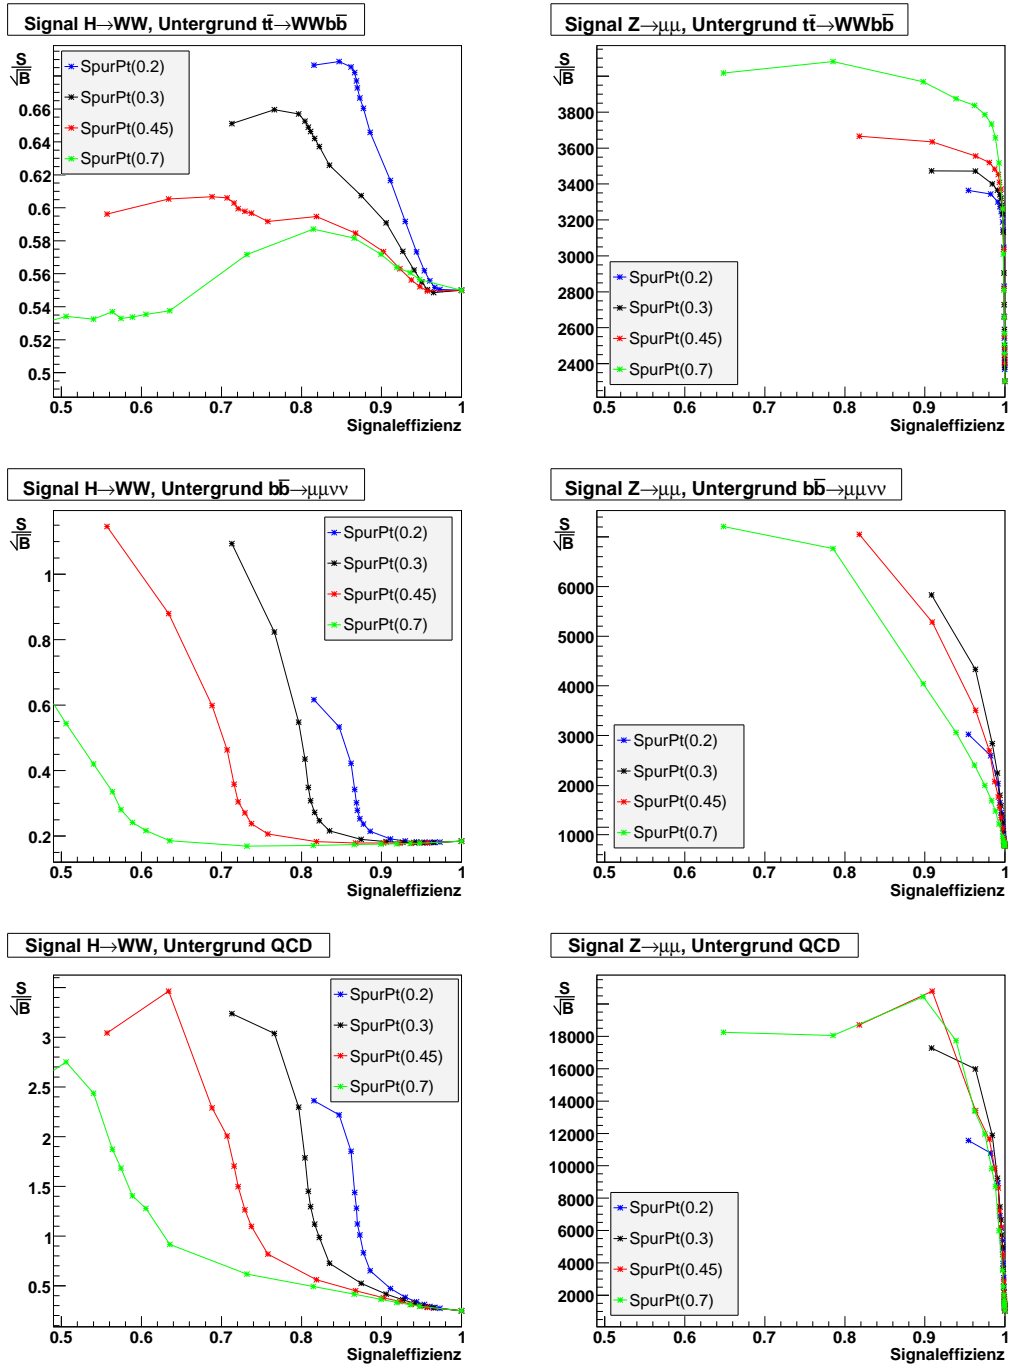 Signal H→WW, Untergrund tt̄→WWbb̄
S
√B
SpurPt(0.2)
SpurPt(0.3)
SpurPt(0.45)
SpurPt(0.7)
0.66
0.64
0.62
0.6
0.58
0.56
0.54
0.52
0.5
0.5 0.6 0.7 0.8 0.9 1
Signaleffizienz
Signal Z→μμ, Untergrund tt̄→WWbb̄
S
√B
3800
3600
3400
3200
3000
2800
2600
2400
SpurPt(0.2)
SpurPt(0.3)
SpurPt(0.45)
SpurPt(0.7)
0.5 0.6 0.7 0.8 0.9 1
Signaleffizienz
Signal H→WW, Untergrund bb̄→μμνν
S
√B
SpurPt(0.2)
SpurPt(0.3)
SpurPt(0.45)
SpurPt(0.7)
1
0.8
0.6
0.4
0.2
0.5 0.6 0.7 0.8 0.9 1
Signaleffizienz
Signal Z→μμ, Untergrund bb̄→μμνν
S
√B
6000
5000
4000
3000
2000
1000
SpurPt(0.2)
SpurPt(0.3)
SpurPt(0.45)
SpurPt(0.7)
0.5 0.6 0.7 0.8 0.9 1
Signaleffizienz
Signal H→WW, Untergrund QCD
S
√B
SpurPt(0.2)
SpurPt(0.3)
SpurPt(0.45)
SpurPt(0.7)
3
2.5
2
1.5
1
0.5
0.5 0.6 0.7 0.8 0.9 1
Signaleffizienz
Signal Z→μμ, Untergrund QCD
S
√B
18000
16000
14000
12000
10000
8000
6000
4000
2000
SpurPt(0.2)
SpurPt(0.3)
SpurPt(0.45)
SpurPt(0.7)
0.5 0.6 0.7 0.8 0.9 1
Signaleffizienz